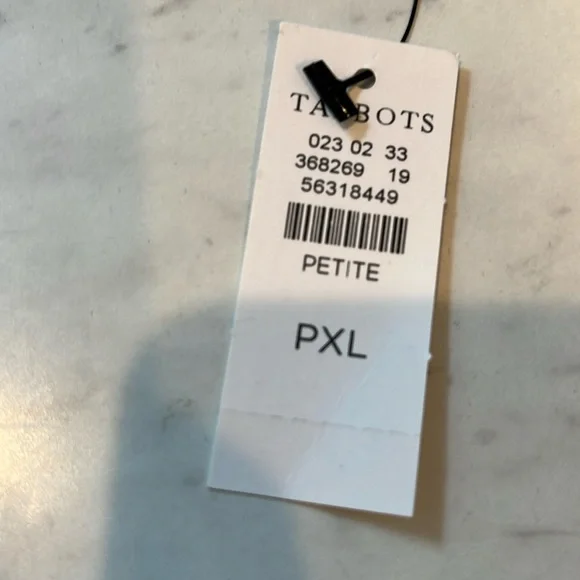 TALBOTS
023 02 33
368269 19
56318449
PETITE
PXL